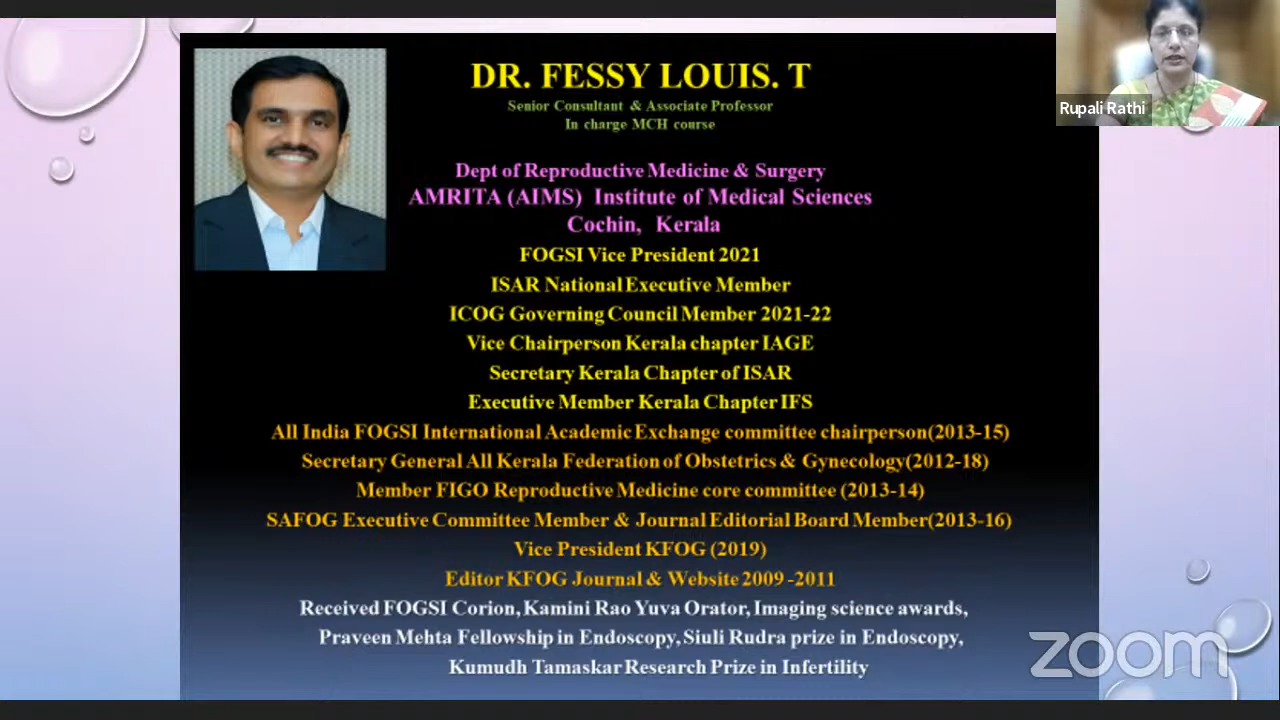 DR. FESSY LOUIS. T
Senior Consultant & Associate Professor
In charge MCH course
Dept of Reproductive Medicine & Surgery
AMRITA (AIMS) Institute of Medical Sciences
Cochin, Kerala
FOGSI Vice President 2021
ISAR National Executive Member
ICOG Governing Council Member 2021-22
Vice Chairperson Kerala chapter IAGE
Secretary Kerala Chapter of ISAR
Executive Member Kerala Chapter IFS
All India FOGSI International Academic Exchange committee chairperson(2013-15)
Secretary General All Kerala Federation of Obstetrics & Gynecology(2012-18)
Member FIGO Reproductive Medicine core committee (2013-14)
SAFOG Executive Committee Member & Journal Editorial Board Member(2013-16)
Vice President KFOG (2019)
Editor KFOG Journal & Website 2009 -2011
Received FOGSI Corion, Kamini Rao Yuva Orator, Imaging science awards,
Praveen Mehta Fellowship in Endoscopy, Siuli Rudra prize in Endoscopy,
Kumudh Tamaskar Research Prize in Infertility
Rupali Rathi
zoom